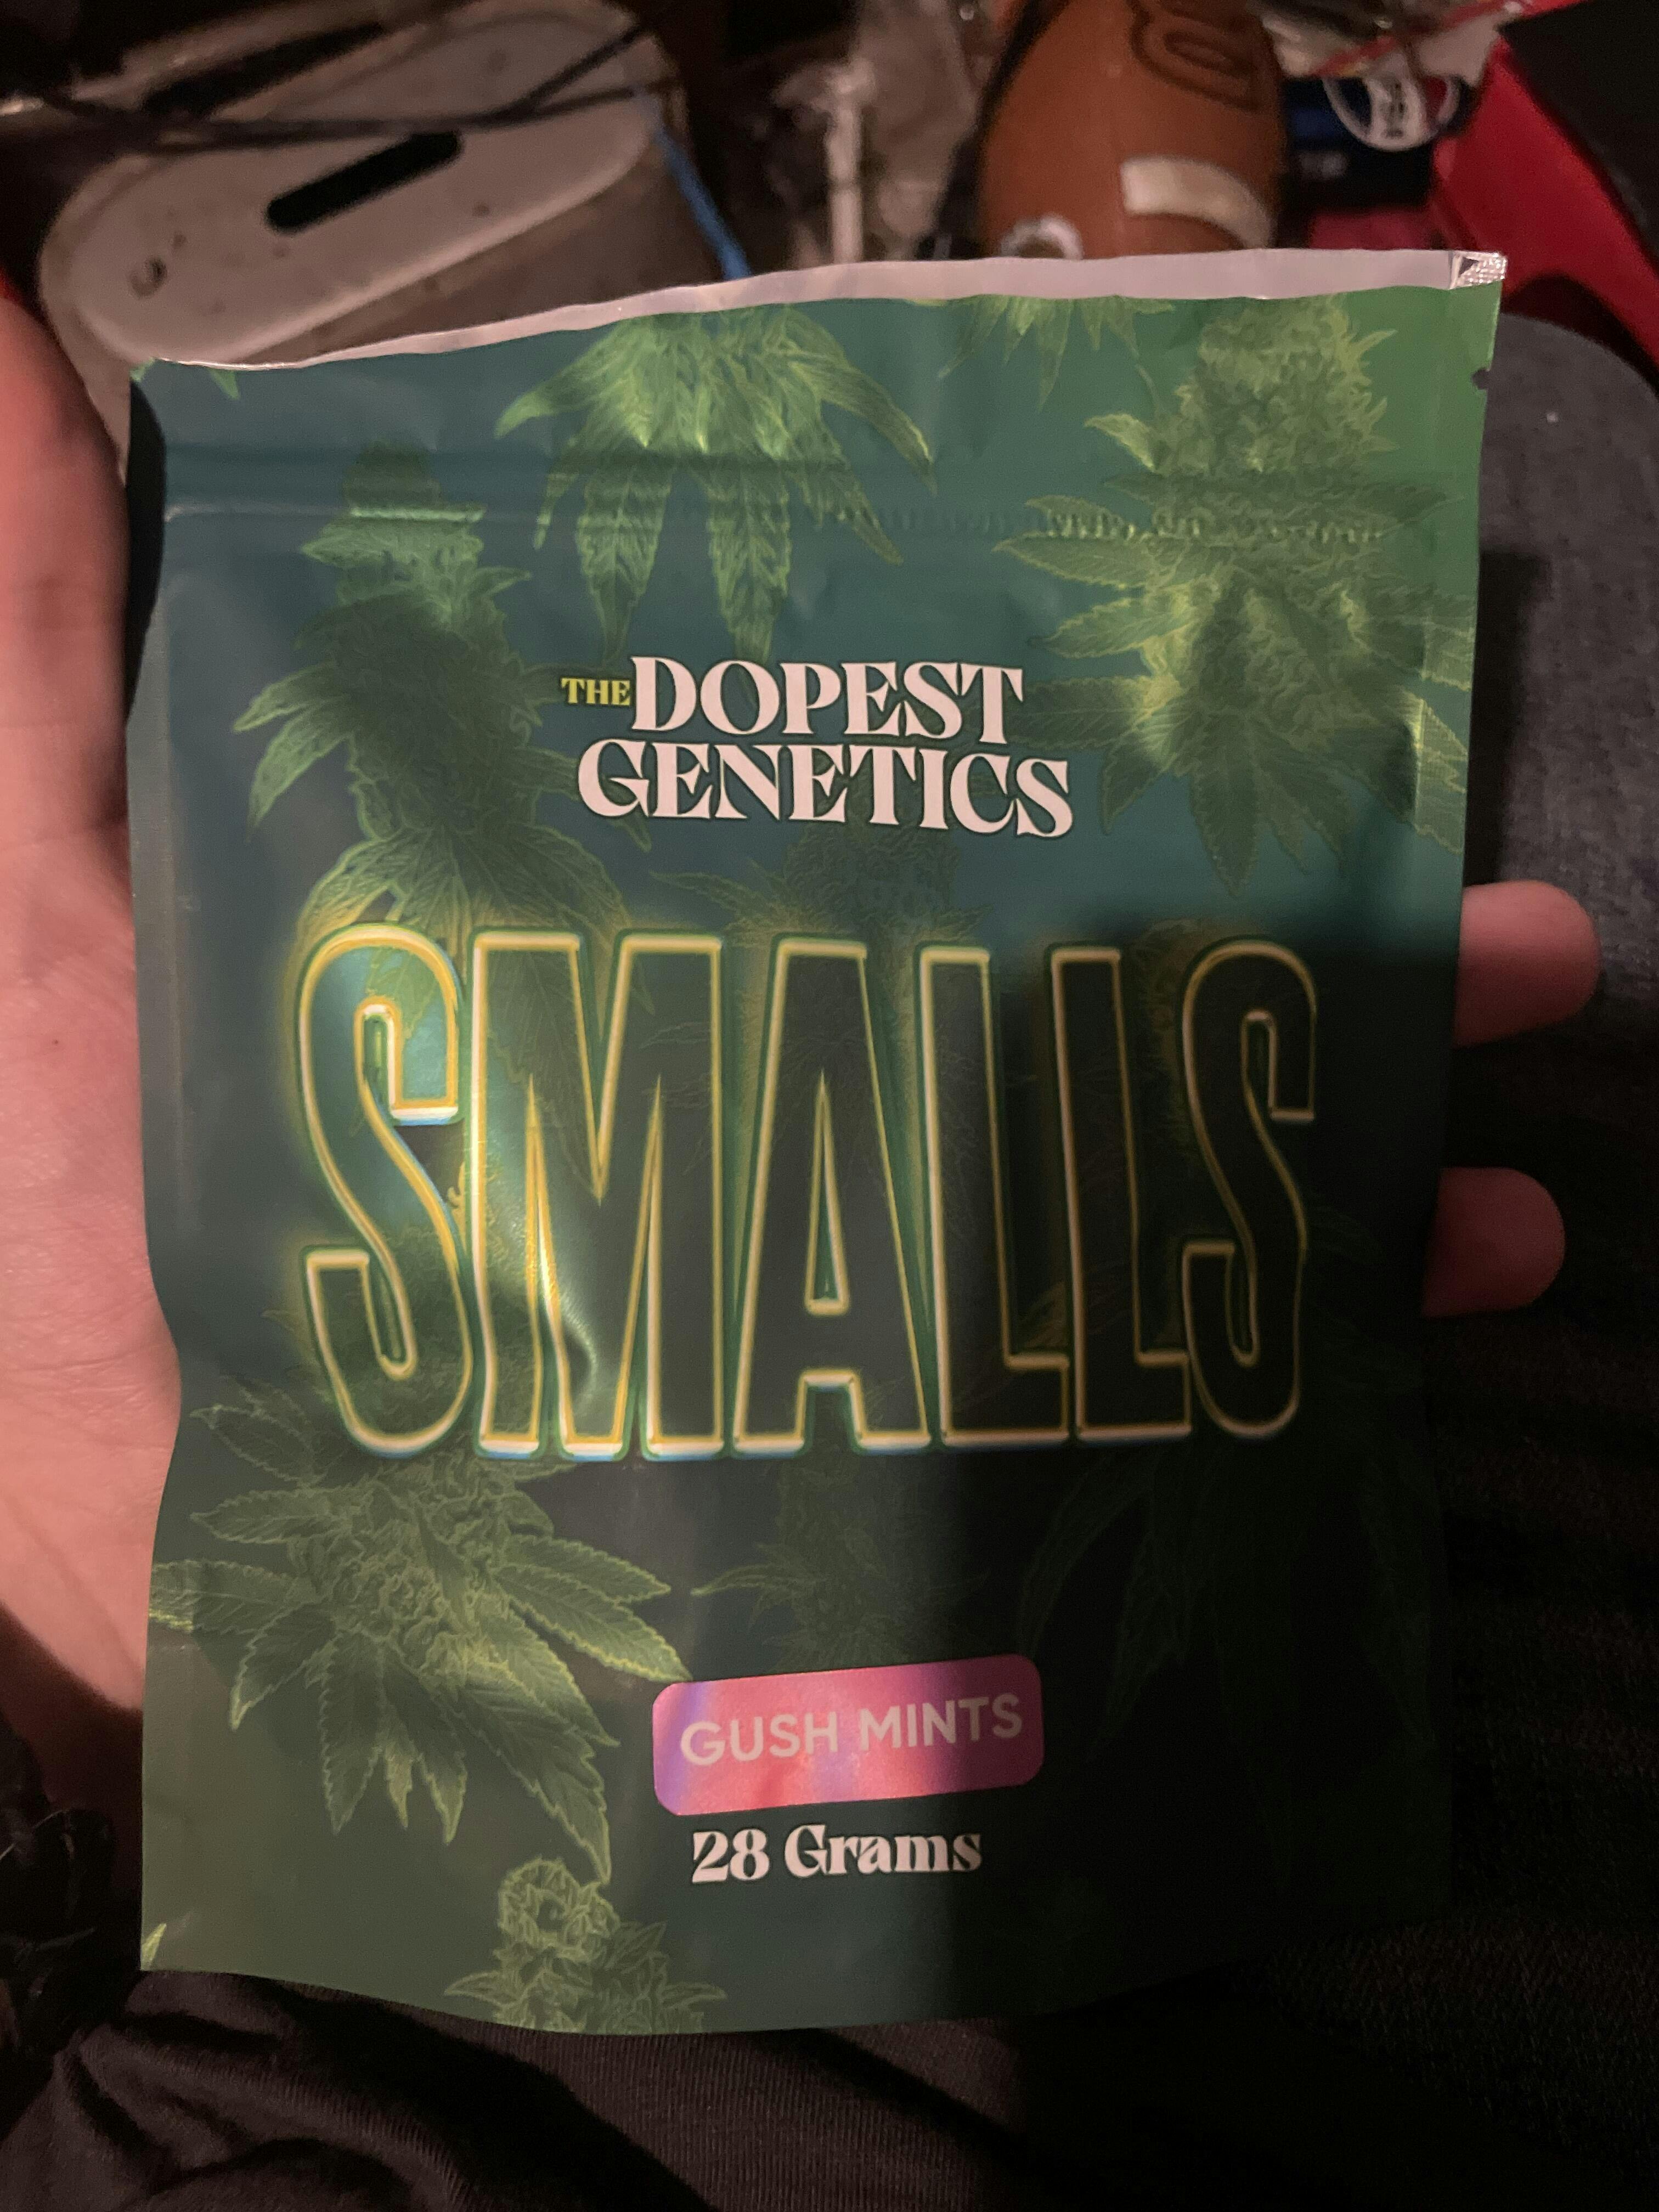 THE DOPEST
GENETICS
SMALLS
GUSH MINTS
28 Grams